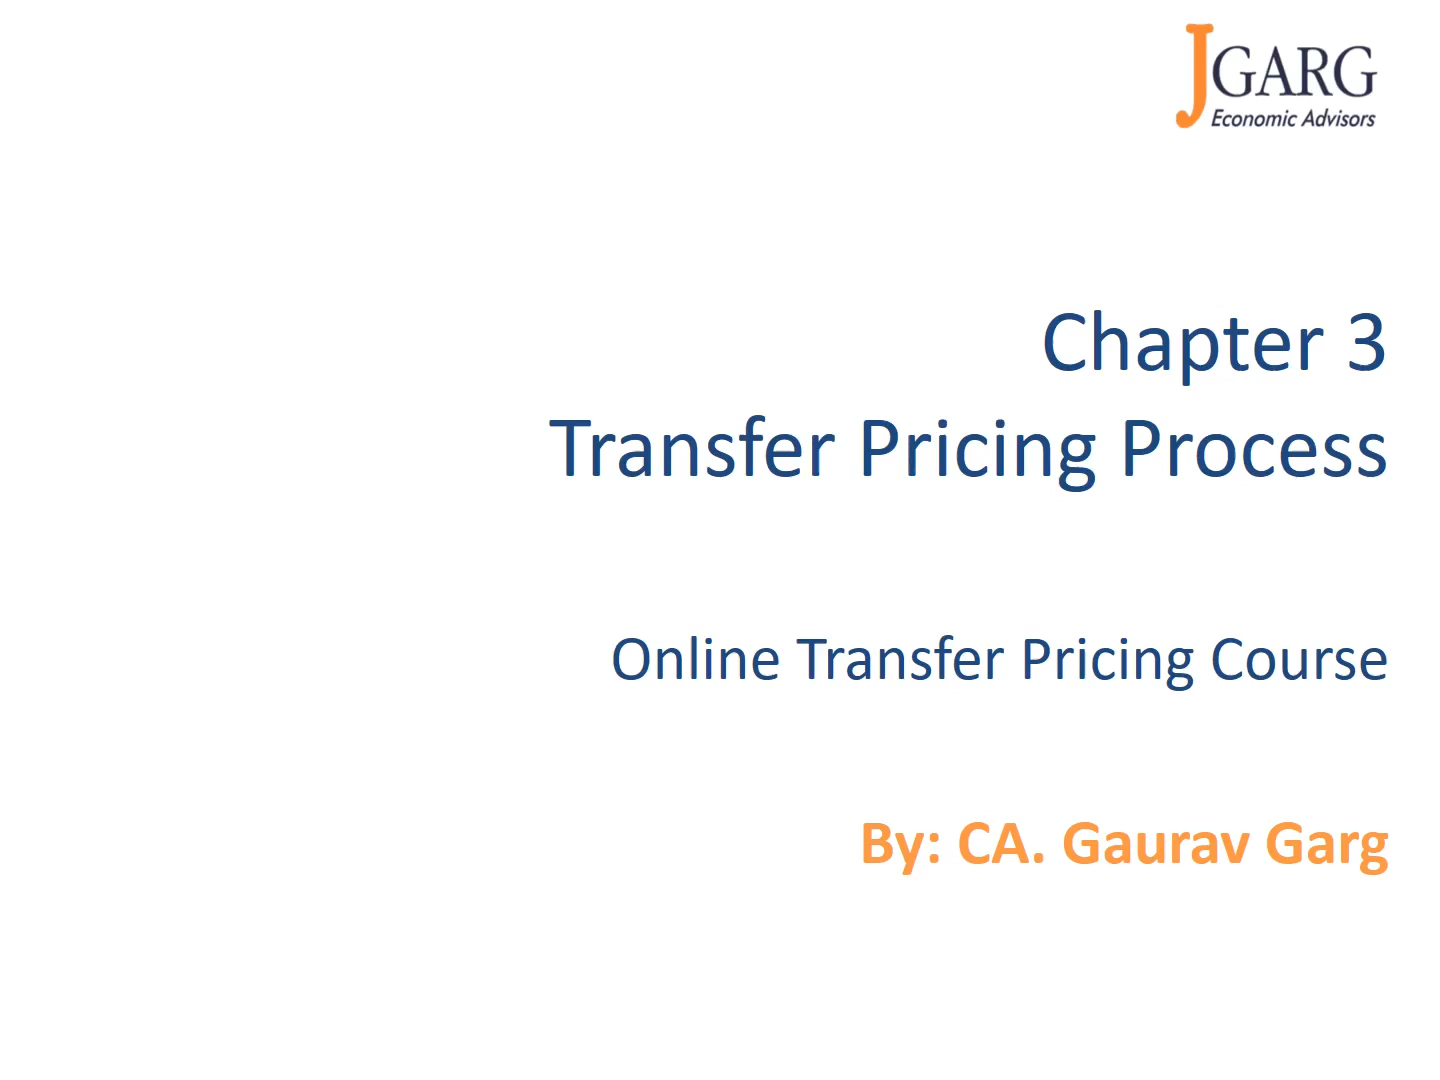 JGARG
Economic Advisors
Chapter 3
Transfer Pricing Process
Online Transfer Pricing Course
By: CA. Gaurav Garg